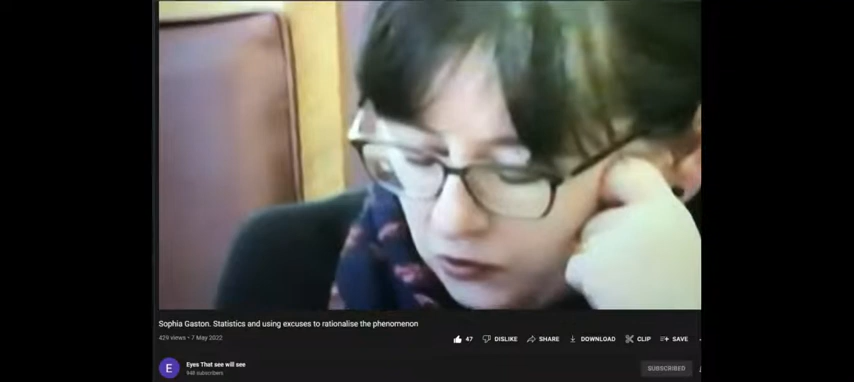 Sophia Gaston. Statistics and using excuses to rationalise the phenomenon
429 views • 7 May 2022
47 DISLIKE SHARE DOWNLOAD CLIP SAVE
E
Eyes That see will see
948 subscribers
SUBSCRIBED